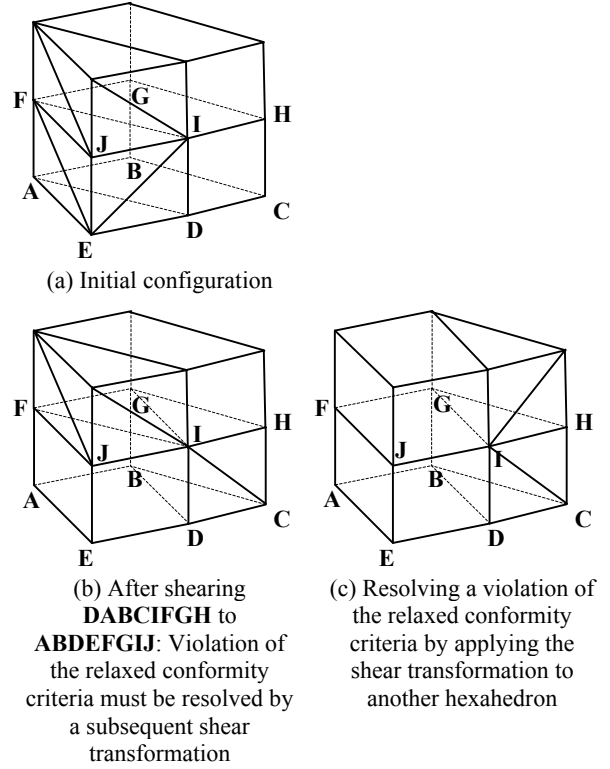 F
G
H
J
I
A
B
C
D
E
(a) Initial configuration
F
G
H
J
I
A
B
C
D
E
F
G
H
J
I
A
B
C
D
E
(b) After shearing
DABCIFGH to
ABDEFGIJ: Violation of
the relaxed conformity
criteria must be resolved by
a subsequent shear
transformation
(c) Resolving a violation of
the relaxed conformity
criteria by applying the
shear transformation to
another hexahedron